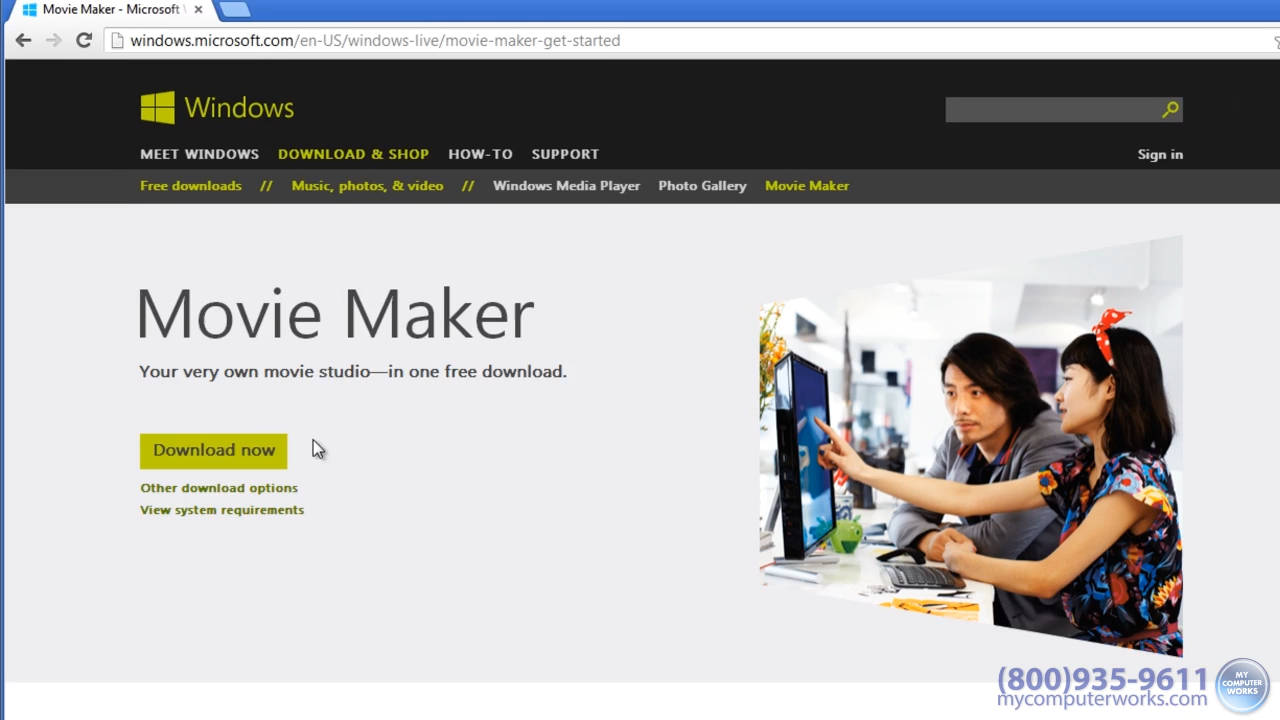 Movie Maker - Microsoft
windows.microsoft.com/en-US/windows-live/movie-maker-get-started
Windows
MEET WINDOWS DOWNLOAD & SHOP HOW-TO SUPPORT Sign in
Free downloads // Music, photos, & video // Windows Media Player Photo Gallery Movie Maker
Movie Maker
Your very own movie studio—in one free download.
Download now
Other download options
View system requirements
(800)935-9611
mycomputerworks.com
MY
COMPUTER
WORKS